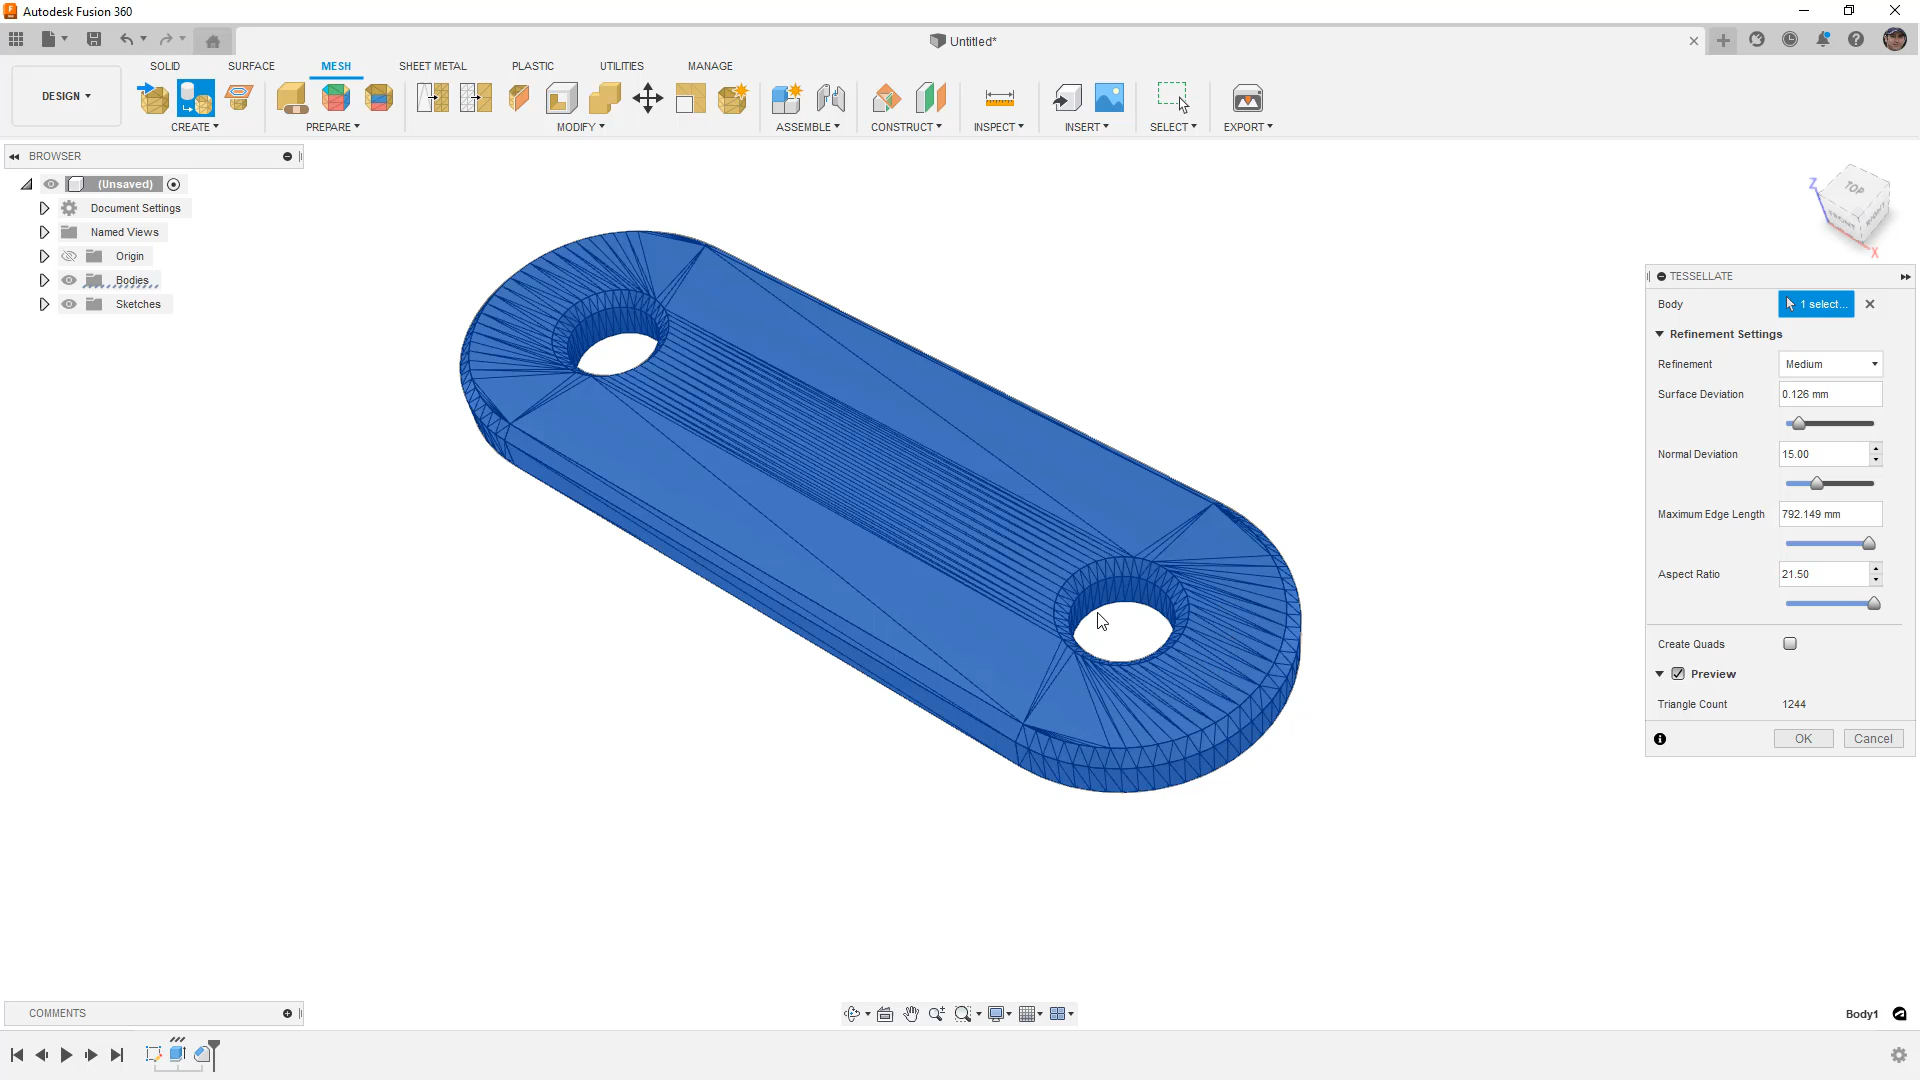 Autodesk Fusion 360
Untitled*
DESIGN
SOLID SURFACE MESH SHEET METAL PLASTIC UTILITIES MANAGE
CREATE PREPARE MODIFY ASSEMBLE CONSTRUCT INSPECT INSERT SELECT EXPORT
BROWSER
(Unsaved)
Document Settings
Named Views
Origin
Bodies
Sketches
TOP
FRONT
RIGHT
Z
X
TESSELLATE
Body 1 select...
Refinement Settings
Refinement Medium
Surface Deviation 0.126 mm
Normal Deviation 15.00
Maximum Edge Length 792.149 mm
Aspect Ratio 21.50
Create Quads
Preview
Triangle Count 1244
OK Cancel
COMMENTS
Body1